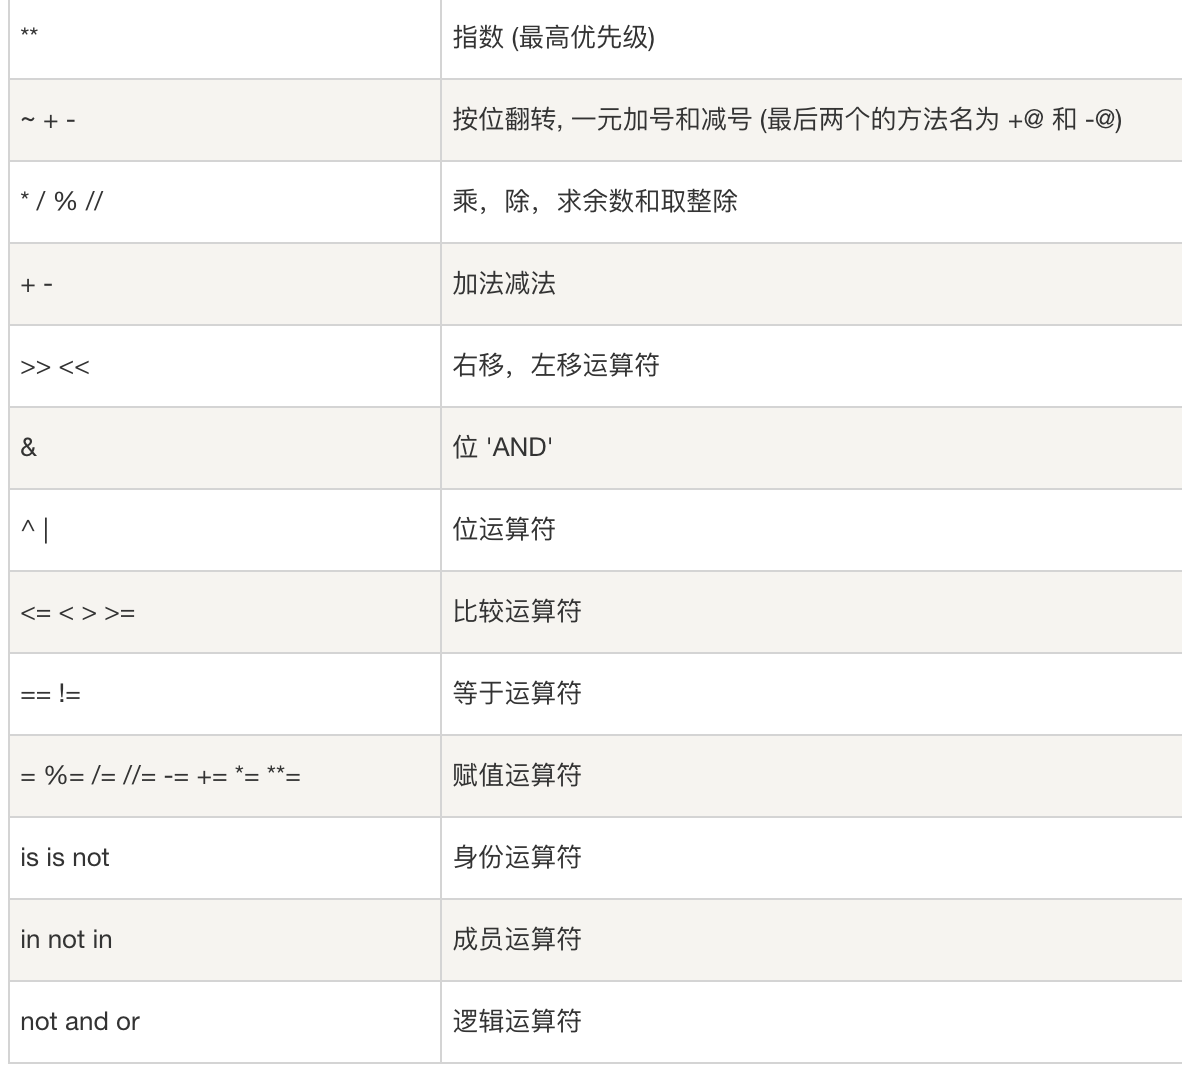 ** 指数 (最高优先级)
~ + - 按位翻转, 一元加号和减号 (最后两个的方法名为 +@ 和 -@)
* / % // 乘，除，求余数和取整除
+ - 加法减法
>> << 右移，左移运算符
& 位 'AND'
^ | 位运算符
<= < > >= 比较运算符
== != 等于运算符
= %= /= //= -= += *= **= 赋值运算符
is is not 身份运算符
in not in 成员运算符
not and or 逻辑运算符